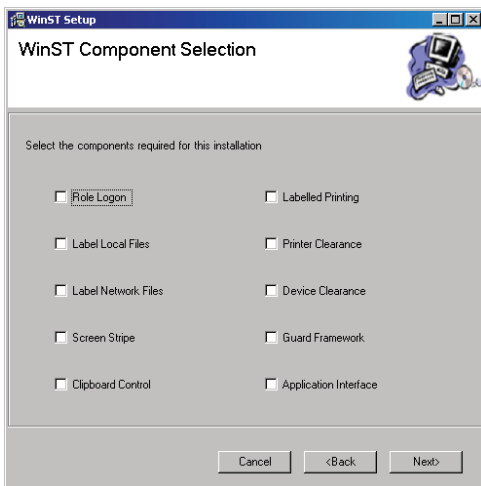 WinST Setup
WinST Component Selection
Select the components required for this installation
Role Logon
Labelled Printing
Label Local Files
Printer Clearance
Label Network Files
Device Clearance
Screen Stripe
Guard Framework
Clipboard Control
Application Interface
Cancel
<Back
Next>